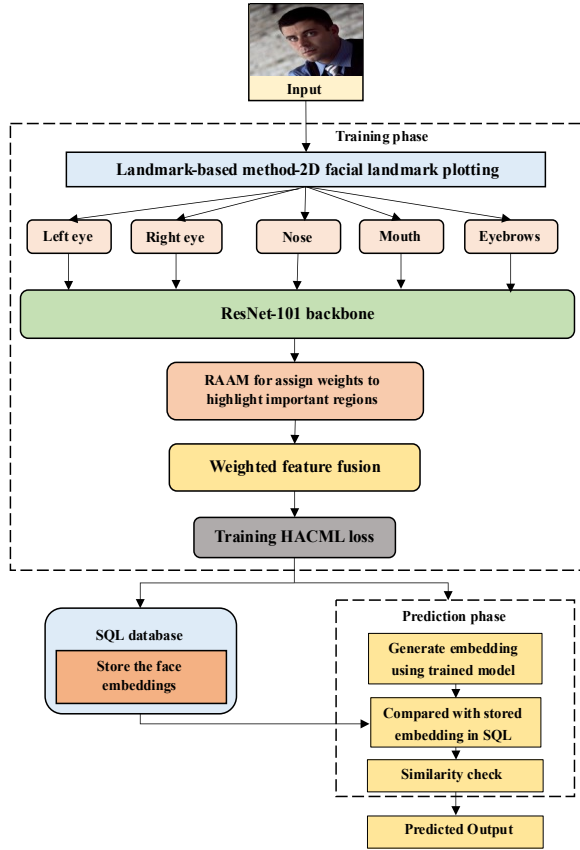 Input
Training phase
Landmark-based method-2D facial landmark plotting
Left eye
Right eye
Nose
Mouth
Eyebrows
ResNet-101 backbone
RAAM for assign weights to
highlight important regions
Weighted feature fusion
Training HACML loss
SQL database
Store the face
embeddings
Prediction phase
Generate embedding
using trained model
Compared with stored
embedding in SQL
Similarity check
Predicted Output